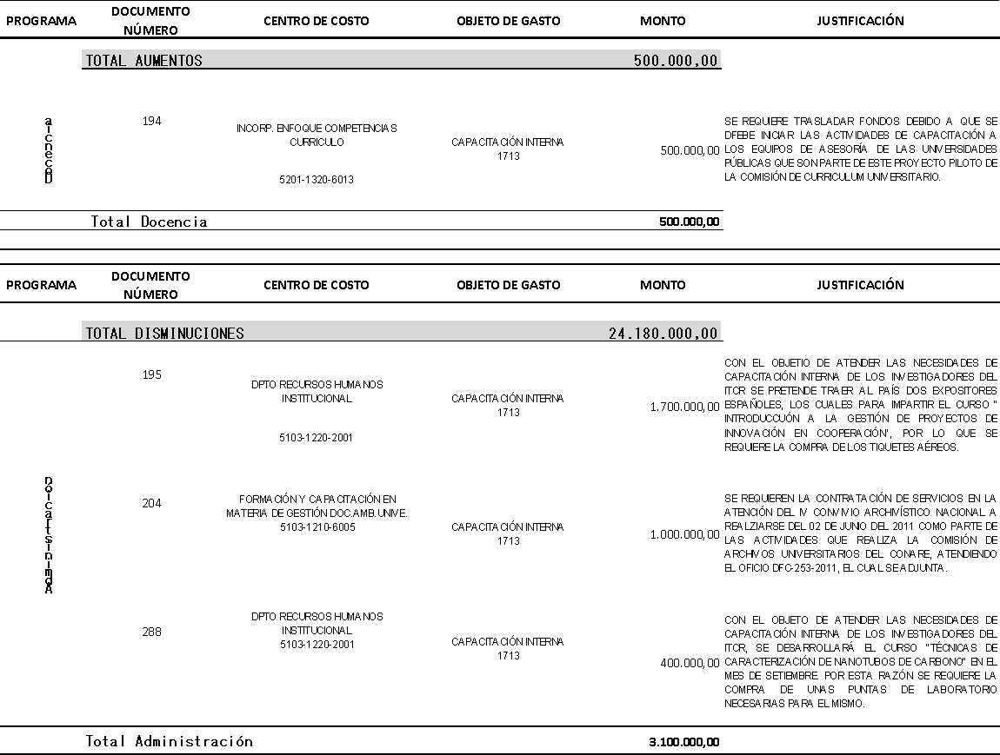 PROGRAMA DOCUMENTO NÚMERO CENTRO DE COSTO OBJETO DE GASTO MONTO JUSTIFICACIÓN
TOTAL AUMENTOS 500.000,00
Docencia
194
INCORP. ENFOQUE COMPETENCIAS
CURRICULO
5201-1320-6013
CAPACITACIÓN INTERNA
1713
500.000,00
SE REQUIERE TRASLADAR FONDOS DEBIDO A QUE SE
DFEBE INICIAR LAS ACTIVIDADES DE CAPACITACIÓN A
LOS EQUIPOS DE ASESORÍA DE LAS UNIVERSIDADES
PÚBLICAS QUE SON PARTE DE ESTE PROYECTO PILOTO DE
LA COMISIÓN DE CURRICULUM UNIVERSITARIO.
Total Docencia 500.000,00
PROGRAMA DOCUMENTO NÚMERO CENTRO DE COSTO OBJETO DE GASTO MONTO JUSTIFICACIÓN
TOTAL DISMINUCIONES 24.180.000,00
Administración
195
DPTO RECURSOS HUMANOS
INSTITUCIONAL
5103-1220-2001
CAPACITACIÓN INTERNA
1713
1.700.000,00
CON EL OBJETIO DE ATENDER LAS NECESIDADES DE
CAPACITACIÓN INTERNA DE LOS INVESTIGADORES DEL
ITCR SE PRETENDE TRAER AL PAÍS DOS EXPOSITORES
ESPAÑOLES, LOS CUALES PARA IMPARTIR EL CURSO "
INTRODUCCUÓN A LA GESTIÓN DE PROYECTOS DE
INNOVACIÓN EN COOPERACIÓN", POR LO QUE SE
REQUIERE LA COMPRA DE LOS TIQUETES AÉREOS.
204
FORMACIÓN Y CAPACITACIÓN EN
MATERIA DE GESTIÓN DOC.AMB.UNIVE.
5103-1210-6005
CAPACITACIÓN INTERNA
1713
1.000.000,00
SE REQUIEREN LA CONTRATACIÓN DE SERVICIOS EN LA
ATENCIÓN DEL IV CONVIVIO ARCHIVÍSTICO NACIONAL A
REALZIARSE DEL 02 DE JUNIO DEL 2011 COMO PARTE DE
LAS ACTIVIDADES QUE REALIZA LA COMISIÓN DE
ARCHIVOS UNIVERSITARIOS DEL CONARE, ATENDIENDO
EL OFICIO DFC-253-2011, EL CUAL SE ADJUNTA.
288
DPTO RECURSOS HUMANOS
INSTITUCIONAL
5103-1220-2001
CAPACITACIÓN INTERNA
1713
400.000,00
CON EL OBJETO DE ATENDER LAS NECESIDADES DE
CAPACITACIÓN INTERNA DE LOS INVESTIGADORES DEL
ITCR, SE DESARROLLARÁ EL CURSO "TÉCNICAS DE
CARACTERIZACIÓN DE NANOTUBOS DE CARBONO" EN EL
MES DE SETIEMBRE. POR ESTA RAZÓN SE REQUIERE LA
COMPRA DE UNAS PUNTAS DE LABORATORIO
NECESARIAS PARA EL MISMO.
Total Administración 3.100.000,00